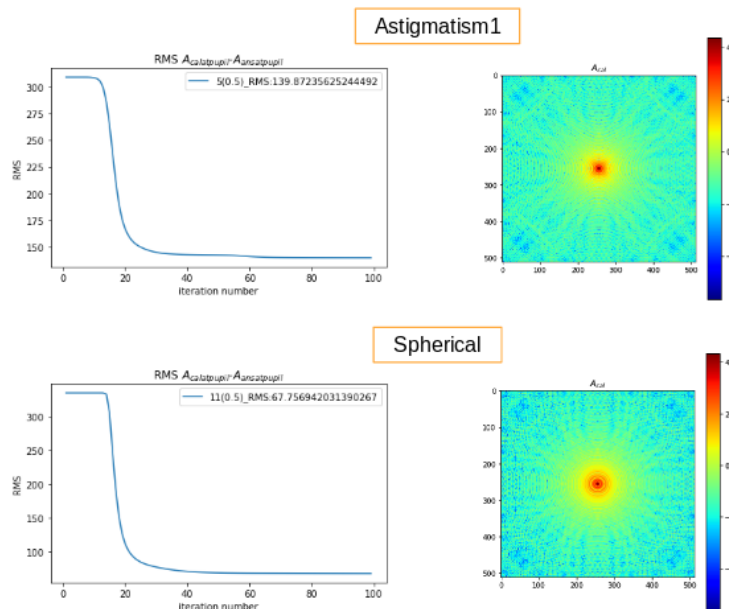 Astigmatism1
RMS A_calatpupil-A_ansatpupil
5(0.5)_RMS:139.87235625244492
300
275
250
225
200
175
150
RMS
0 20 40 60 80 100
iteration number
A_cal
0
100
200
300
400
500
0 100 200 300 400 500
Spherical
RMS A_calatpupil-A_ansatpupil
11(0.5)_RMS:67.756942031390267
300
250
200
150
100
RMS
0 20 40 60 80 100
iteration number
A_cal
0
100
200
300
400
500
0 100 200 300 400 500